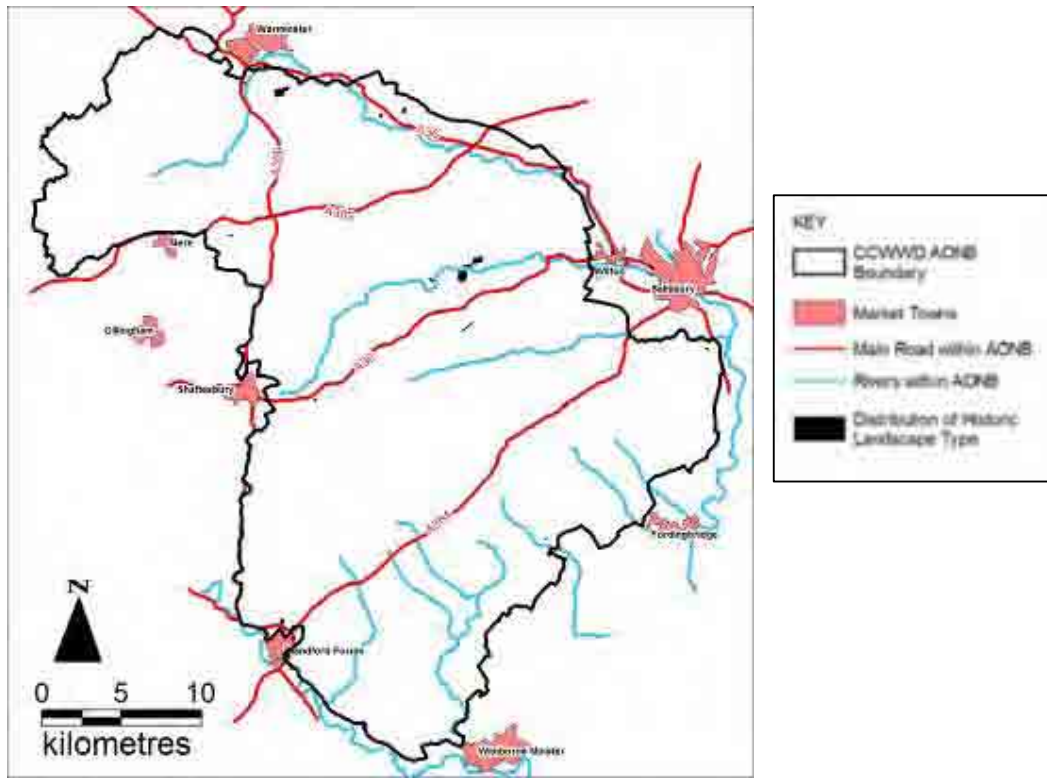 Warminster
A36
A350
A303
Mere
Wilton
Salisbury
Gillingham
A30
Shaftesbury
A354
Fordingbridge
N
Blandford Forum
0 5 10
kilometres
Wimborne Minster
KEY
CCWWD AONB
Boundary
Market Towns
Main Road within AONB
Rivers within AONB
Distribution of Historic
Landscape Type